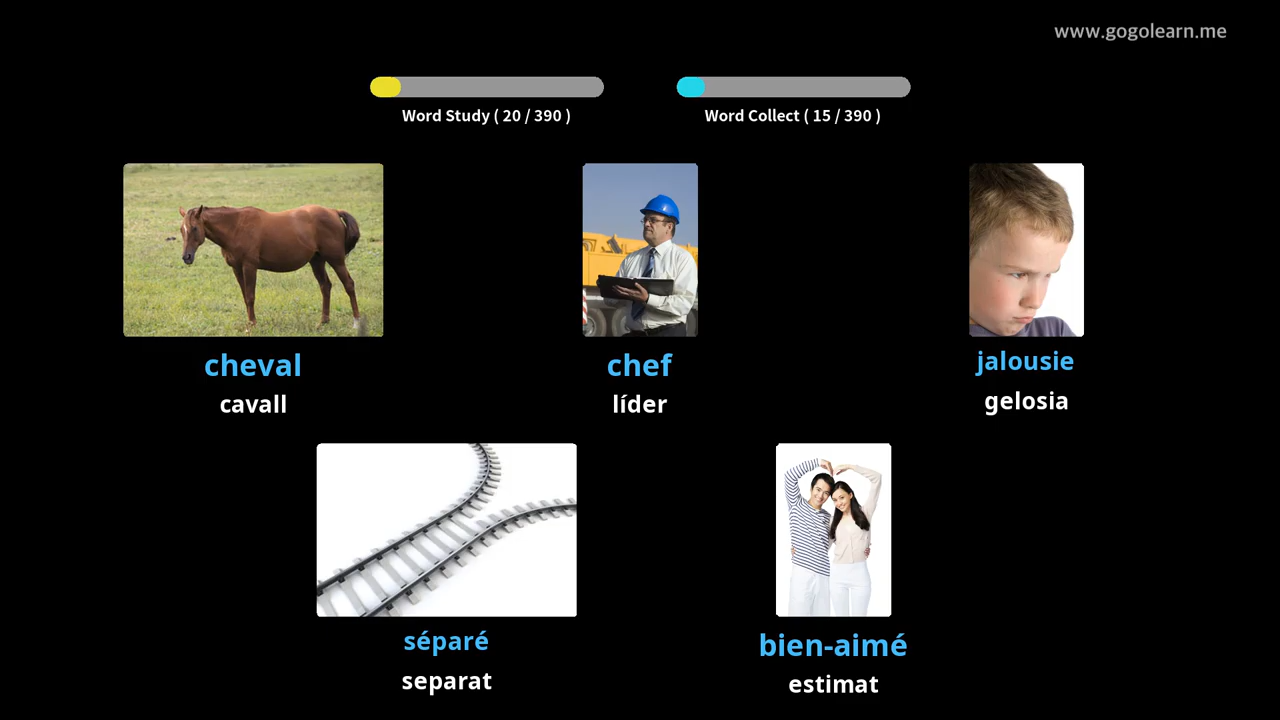 www.gogolearn.me
Word Study ( 20 / 390 )
Word Collect ( 15 / 390 )
cheval
cavall
chef
líder
jalousie
gelosia
séparé
separat
bien-aimé
estimat